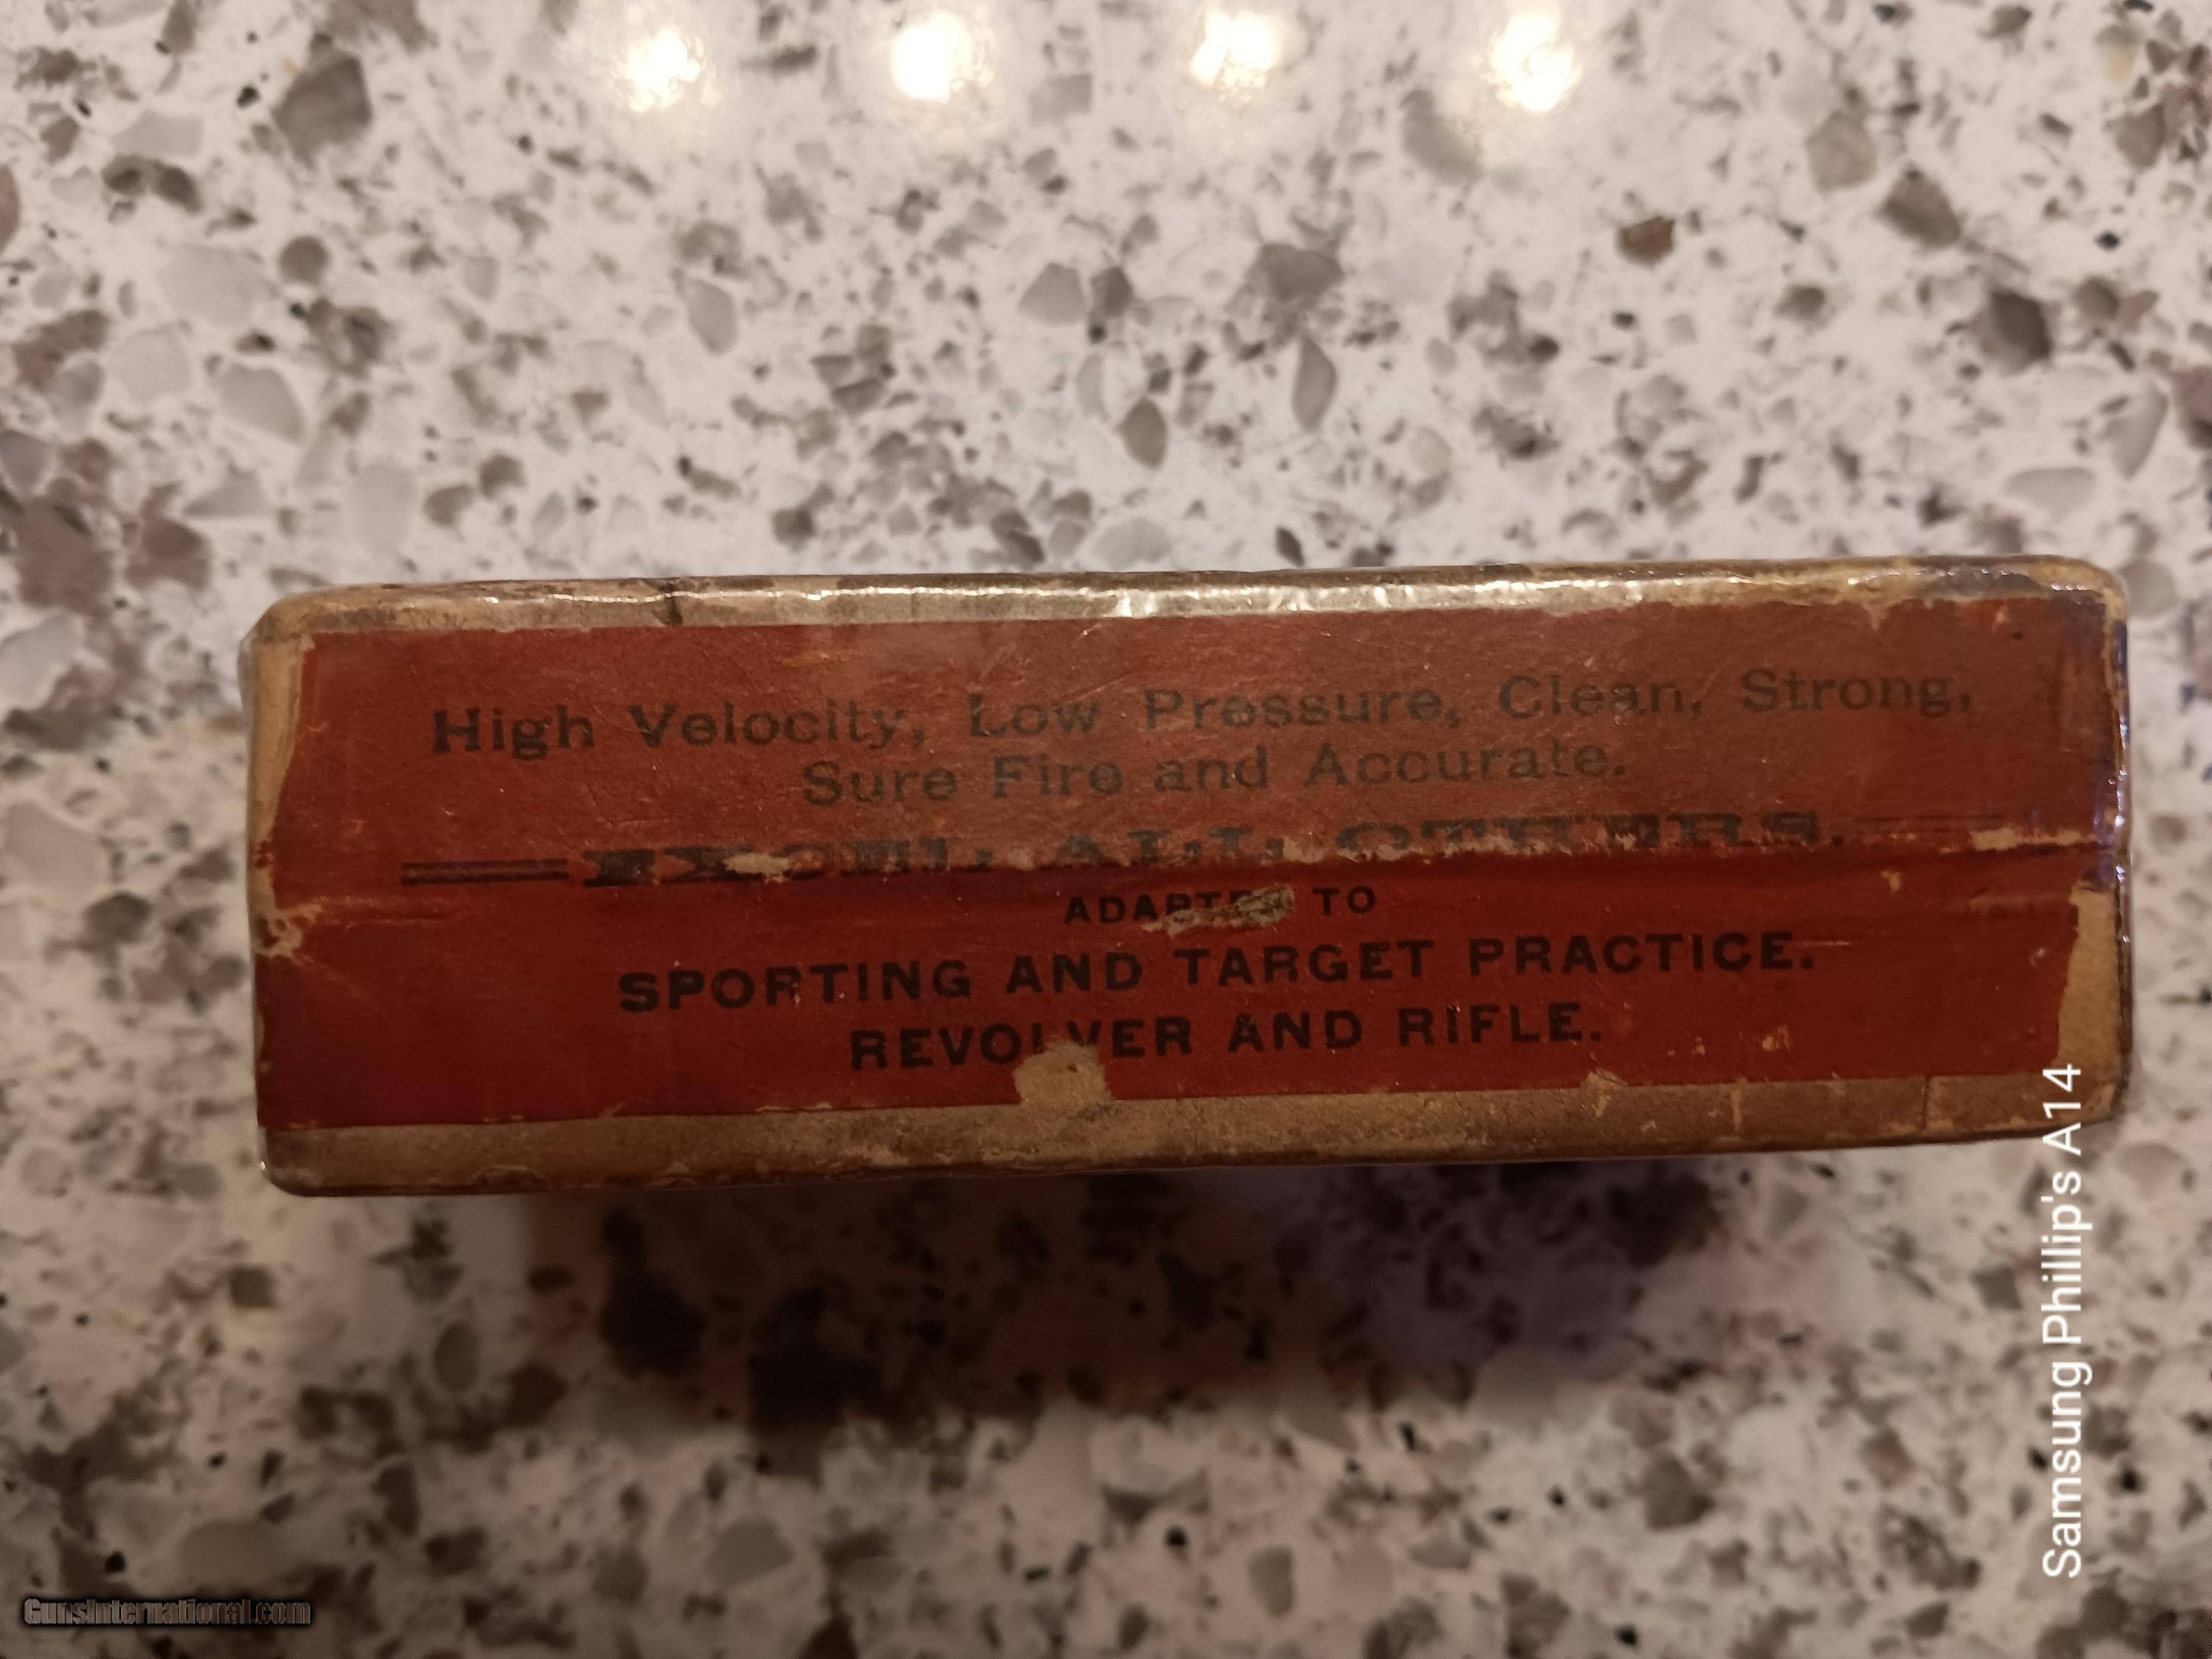 High Velocity, Low Pressure, Clean, Strong,
Sure Fire and Accurate.
EXCEL ALL OTHERS.
ADAPTED TO
SPORTING AND TARGET PRACTICE.
REVOLVER AND RIFLE.
Samsung Phillip's A14
GunsInternational.com